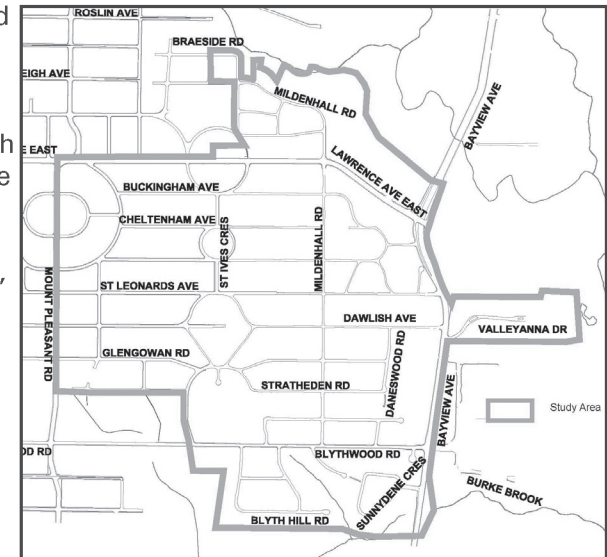 ROSLIN AVE
BRAESIDE RD
EIGH AVE
MILDENHALL RD
BAYVIEW AVE
E EAST
LAWRENCE AVE EAST
BUCKINGHAM AVE
CHELTENHAM AVE
ST IVES CRES
MILDENHALL RD
MOUNT PLEASANT RD
ST LEONARDS AVE
DAWLISH AVE
VALLEYANNA DR
GLENGOWAN RD
STRATHEDEN RD
DANESWOOD RD
BAYVIEW AVE
Study Area
OD RD
BLYTHWOOD RD
SUNNYDENE CRES
BURKE BROOK
BLYTH HILL RD